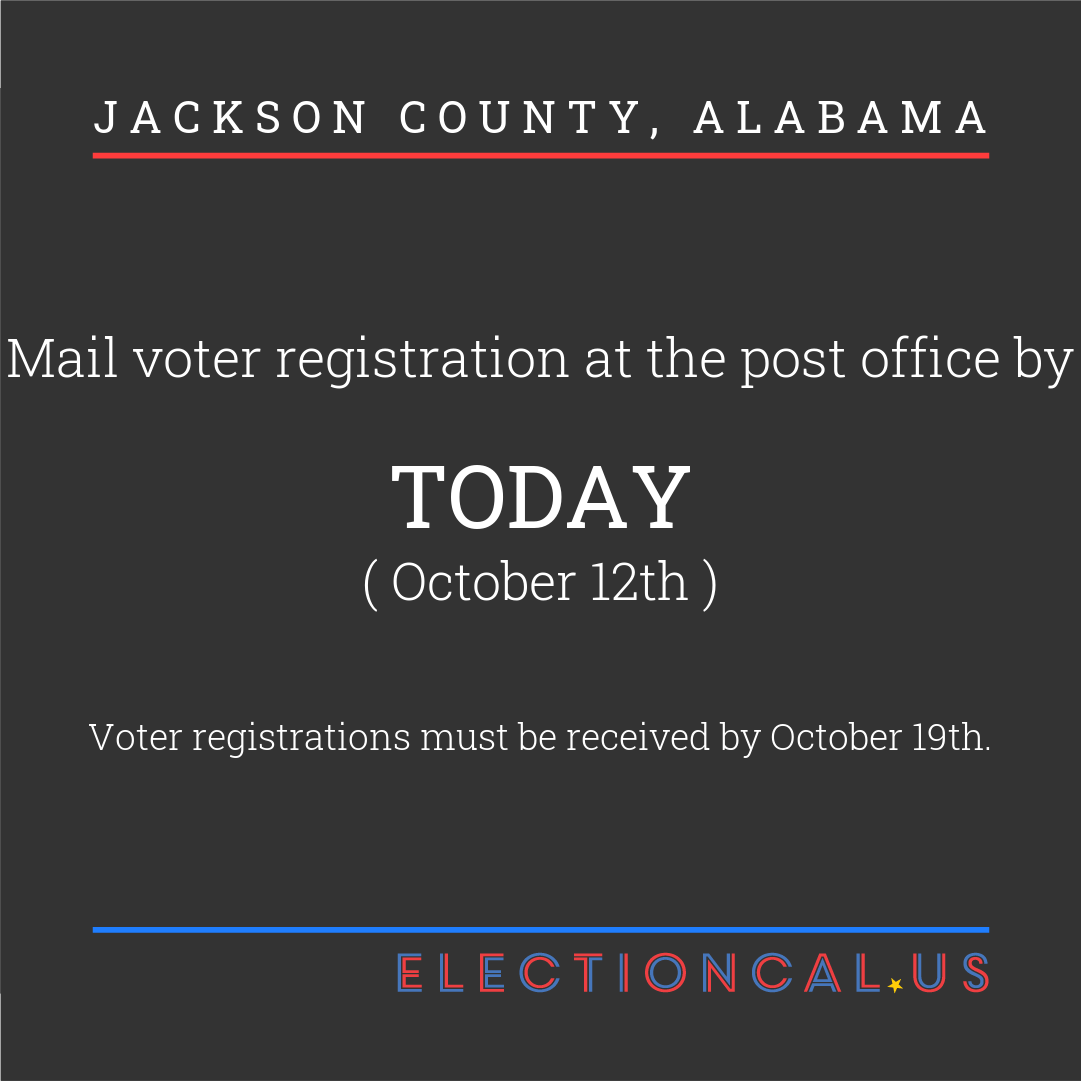 JACKSON COUNTY, ALABAMA
Mail voter registration at the post office by
TODAY
( October 12th )
Voter registrations must be received by October 19th.
ELECTIONCAL.US